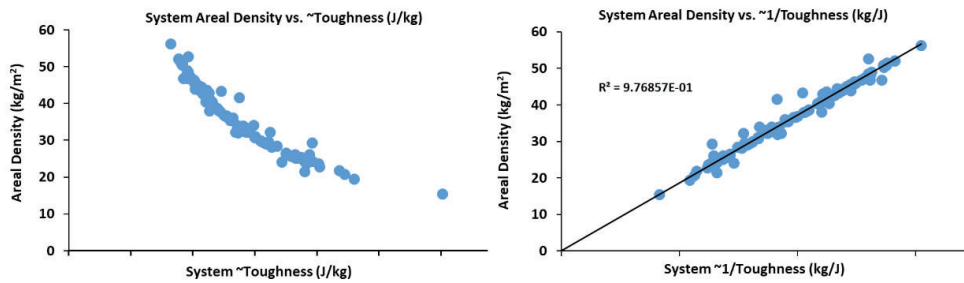 System Areal Density vs. ~Toughness (J/kg)
Areal Density (kg/m²)
60
50
40
30
20
10
0
System ~Toughness (J/kg)
System Areal Density vs. ~1/Toughness (kg/J)
Areal Density (kg/m²)
60
50
40
30
20
10
0
R² = 9.76857E-01
System ~1/Toughness (kg/J)